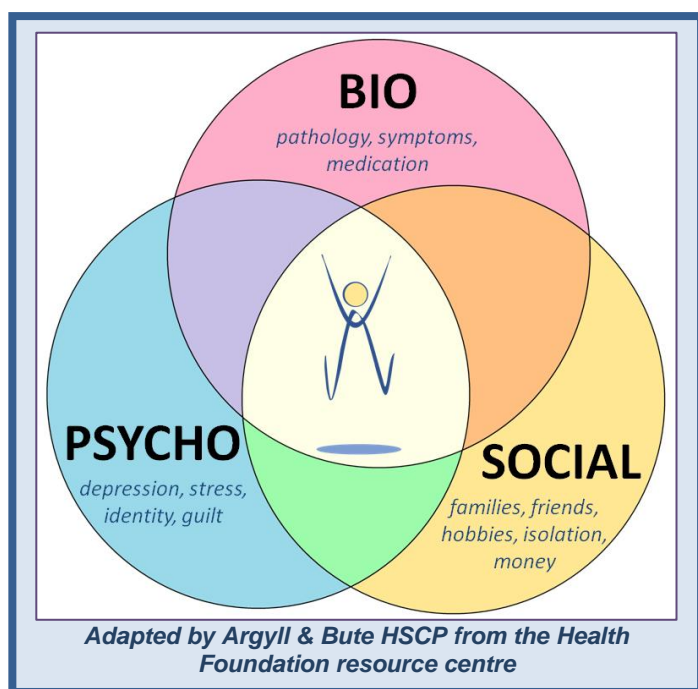 BIO
pathology, symptoms,
medication
PSYCHO
depression, stress,
identity, guilt
SOCIAL
families, friends,
hobbies, isolation,
money
Adapted by Argyll & Bute HSCP from the Health
Foundation resource centre